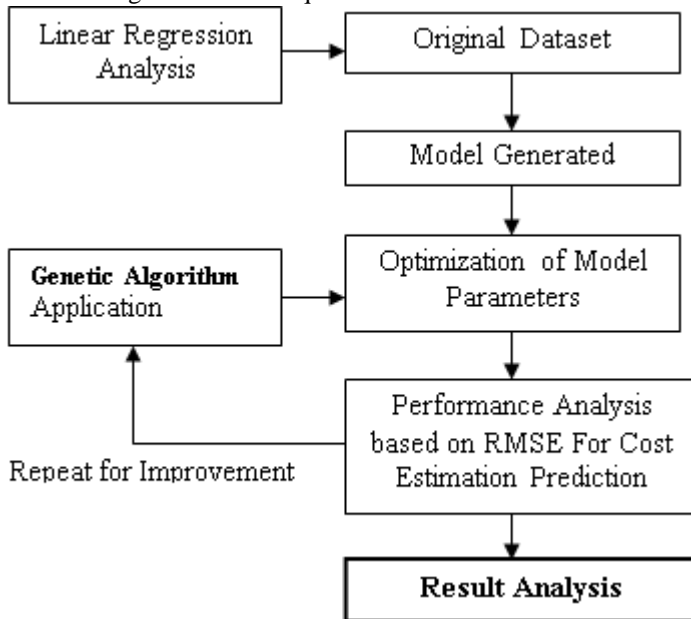 Linear Regression
Analysis
Original Dataset
Model Generated
Genetic Algorithm
Application
Optimization of Model
Parameters
Performance Analysis
based on RMSE For Cost
Estimation Prediction
Repeat for Improvement
Result Analysis